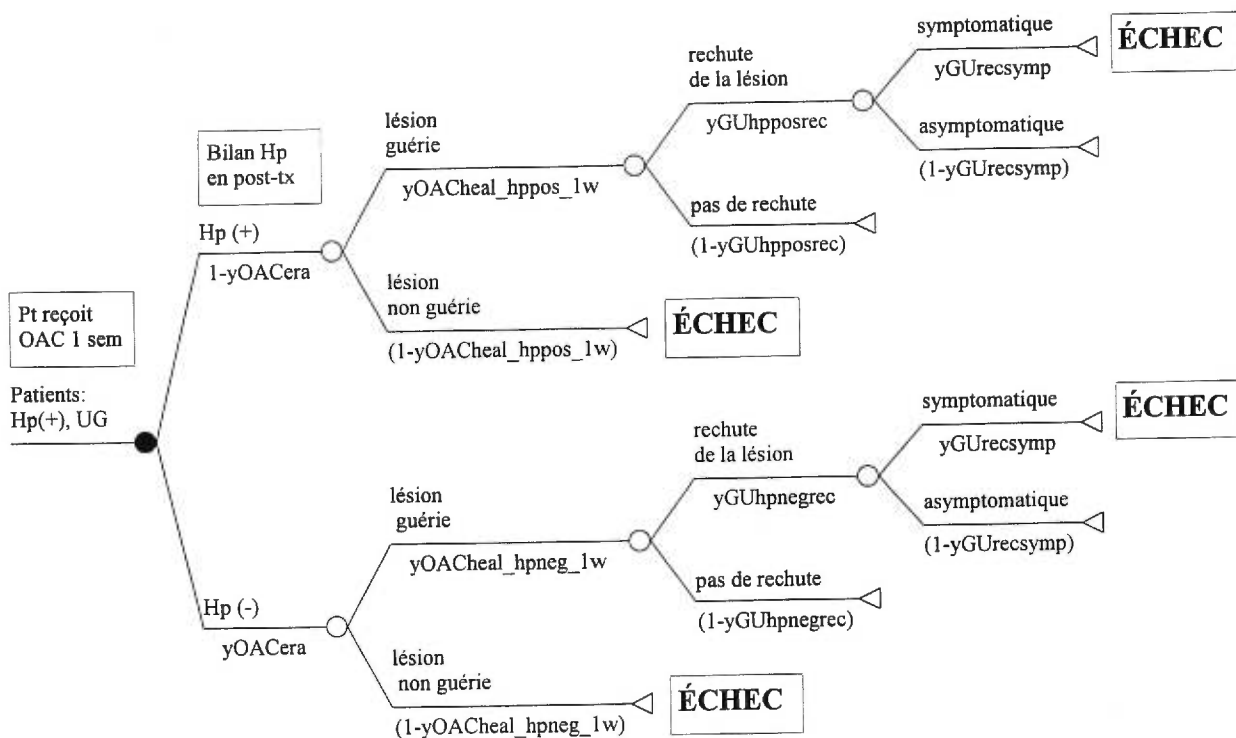 symptomatique
ÉCHEC
yGUrecsymp
rechute
de la lésion
yGUhpposrec
asymptomatique
(1-yGUrecsymp)
lésion
guérie
yOACheal_hppos_1w
pas de rechute
(1-yGUhpposrec)
Bilan Hp
en post-tx
Hp (+)
1-yOACera
lésion
non guérie
(1-yOACheal_hppos_1w)
ÉCHEC
Pt reçoit
OAC 1 sem
Patients:
Hp(+), UG
symptomatique
ÉCHEC
yGUrecsymp
rechute
de la lésion
yGUhpnegrec
asymptomatique
(1-yGUrecsymp)
lésion
guérie
yOACheal_hpneg_1w
pas de rechute
(1-yGUhpnegrec)
Hp (-)
yOACera
lésion
non guérie
(1-yOACheal_hpneg_1w)
ÉCHEC